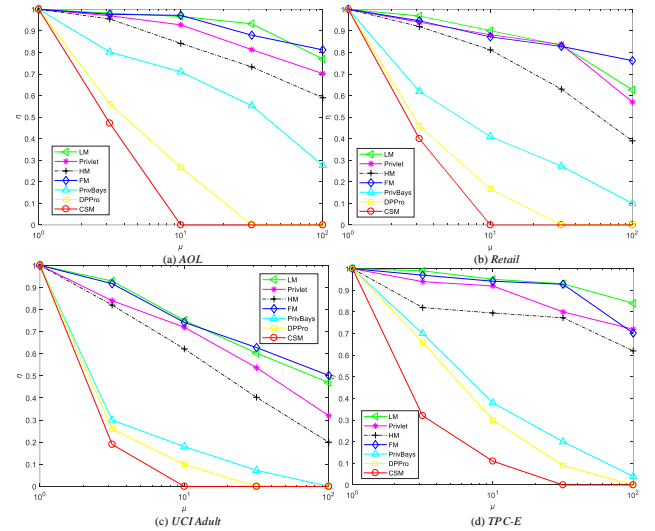 1
0.9
0.8
0.7
0.6
0.5
0.4
0.3
0.2
0.1
0
η
LM
Privlet
HM
FM
PrivBays
DPPro
CSM
10^0
10^1
10^2
μ
(a) AOL
1
0.9
0.8
0.7
0.6
0.5
0.4
0.3
0.2
0.1
0
η
LM
Privlet
HM
FM
PrivBays
DPPro
CSM
10^0
10^1
10^2
μ
(b) Retail
1
0.9
0.8
0.7
0.6
0.5
0.4
0.3
0.2
0.1
0
η
LM
Privlet
HM
FM
PrivBays
DPPro
CSM
10^0
10^1
10^2
μ
(c) UCI Adult
1
0.9
0.8
0.7
0.6
0.5
0.4
0.3
0.2
0.1
0
η
LM
Privlet
HM
FM
PrivBays
DPPro
CSM
10^0
10^1
10^2
μ
(d) TPC-E